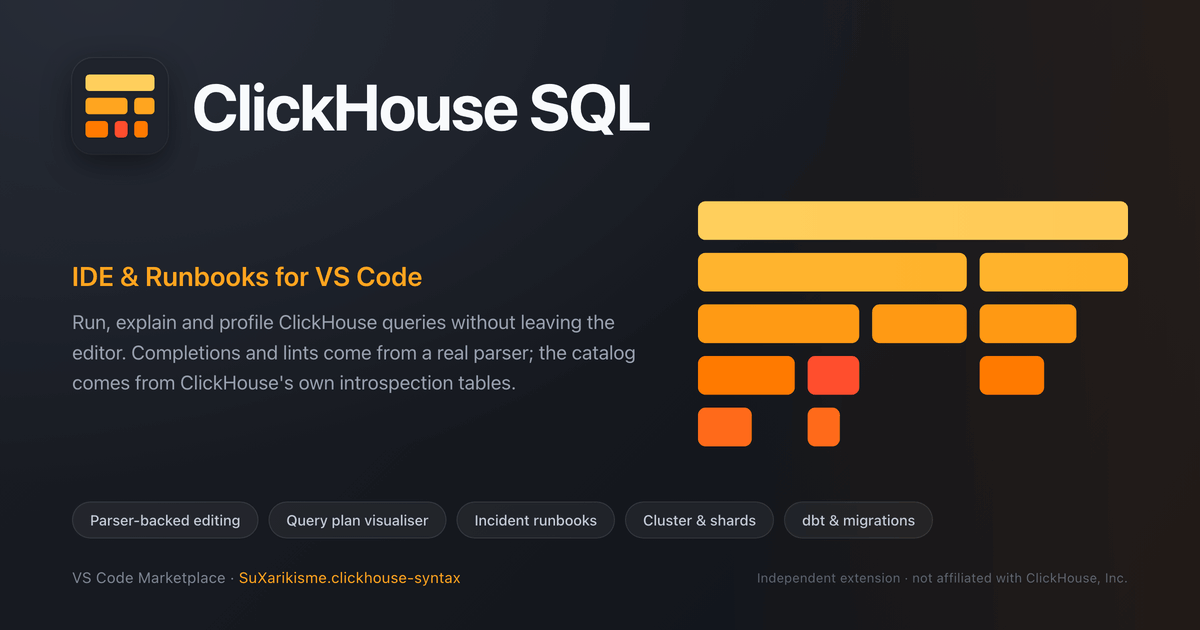 ClickHouse SQL
IDE & Runbooks for VS Code
Run, explain and profile ClickHouse queries without leaving the
editor. Completions and lints come from a real parser; the catalog
comes from ClickHouse's own introspection tables.
Parser-backed editing
Query plan visualiser
Incident runbooks
Cluster & shards
dbt & migrations
VS Code Marketplace · SuXarikisme.clickhouse-syntax
Independent extension · not affiliated with ClickHouse, Inc.